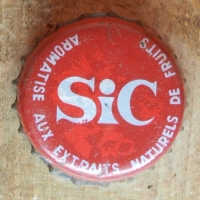 SiC
AROMATISE AUX EXTRAITS NATURELS DE FRUITS